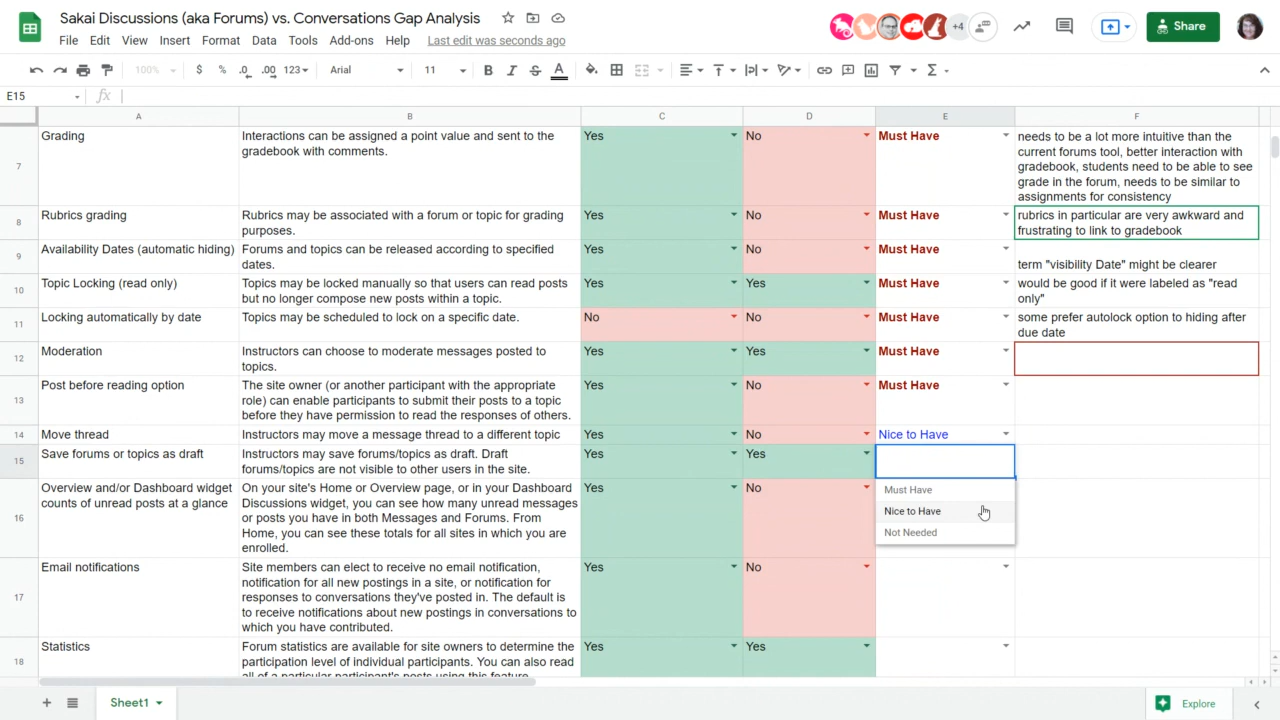 Sakai Discussions (aka Forums) vs. Conversations Gap Analysis
+4
Share
File Edit View Insert Format Data Tools Add-ons Help Last edit was seconds ago
100% $ % .0 .00 123 Arial 11 B I S A
E15 fx
A B C D E F
7 Grading
Interactions can be assigned a point value and sent to the
gradebook with comments.
Yes No Must Have
needs to be a lot more intuitive than the
current forums tool, better interaction with
gradebook, students need to be able to see
grade in the forum, needs to be similar to
assignments for consistency
8 Rubrics grading
Rubrics may be associated with a forum or topic for grading
purposes.
Yes No Must Have
rubrics in particular are very awkward and
frustrating to link to gradebook
9 Availability Dates (automatic hiding)
Forums and topics can be released according to specified
dates.
Yes No Must Have
term "visibility Date" might be clearer
10 Topic Locking (read only)
Topics may be locked manually so that users can read posts
but no longer compose new posts within a topic.
Yes Yes Must Have
would be good if it were labeled as "read
only"
11 Locking automatically by date
Topics may be scheduled to lock on a specific date.
No No Must Have
some prefer autolock option to hiding after
due date
12 Moderation
Instructors can choose to moderate messages posted to
topics.
Yes Yes Must Have
13 Post before reading option
The site owner (or another participant with the appropriate
role) can enable participants to submit their posts to a topic
before they have permission to read the responses of others.
Yes No Must Have
14 Move thread
Instructors may move a message thread to a different topic
Yes No Nice to Have
15 Save forums or topics as draft
Instructors may save forums/topics as draft. Draft
forums/topics are not visible to other users in the site.
Yes Yes
Must Have
Nice to Have
Not Needed
16 Overview and/or Dashboard widget
counts of unread posts at a glance
On your site's Home or Overview page, or in your Dashboard
Discussions widget, you can see how many unread messages
or posts you have in both Messages and Forums. From
Home, you can see these totals for all sites in which you are
enrolled.
Yes No
17 Email notifications
Site members can elect to receive no email notification,
notification for all new postings in a site, or notification for
responses to conversations they've posted in. The default is
to receive notifications about new postings in conversations to
which you have contributed.
Yes No
18 Statistics
Forum statistics are available for site owners to determine the
participation level of individual participants. You can also read
all of a particular participant's posts using this feature.
Yes Yes
Sheet1
Explore